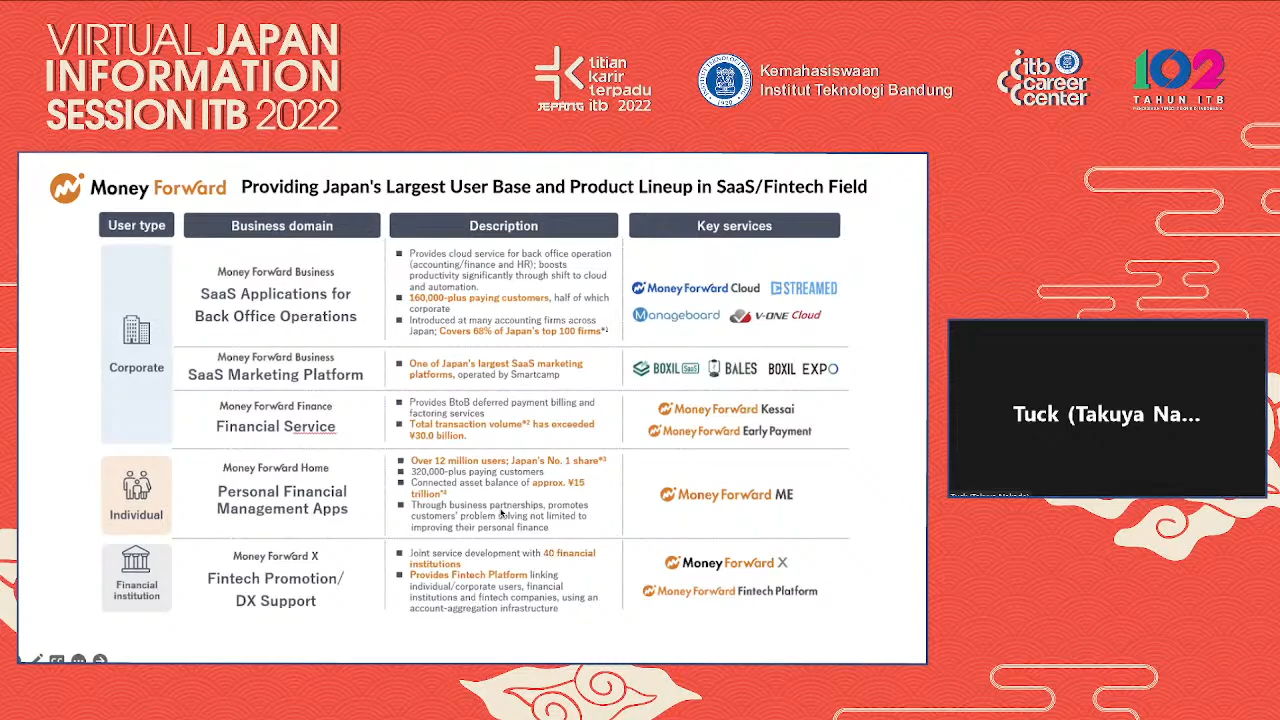 VIRTUAL JAPAN
INFORMATION
SESSION ITB 2022
titian
karir
terpadu
JEPANG itb 2022
Kemahasiswaan
Institut Teknologi Bandung
itb
career
center
102
TAHUN ITB
Money Forward
Providing Japan's Largest User Base and Product Lineup in SaaS/Fintech Field
User type
Business domain
Description
Key services
Corporate
Money Forward Business
SaaS Applications for
Back Office Operations
■ Provides cloud service for back office operation
(accounting/finance and HR); boosts
productivity significantly through shift to cloud
and automation.
■ 160,000-plus paying customers, half of which
corporate
■ Introduced at many accounting firms across
Japan; Covers 68% of Japan's top 100 firms*1
Money Forward Cloud
STREAMED
Manageboard
V-ONE Cloud
Money Forward Business
SaaS Marketing Platform
■ One of Japan's largest SaaS marketing
platforms, operated by Smartcamp
BOXIL SaaS
BALES
BOXIL EXPO
Money Forward Finance
Financial Service
■ Provides BtoB deferred payment billing and
factoring services
■ Total transaction volume*2 has exceeded
¥30.0 billion.
Money Forward Kessai
Money Forward Early Payment
Individual
Money Forward Home
Personal Financial
Management Apps
■ Over 12 million users; Japan's No. 1 share*3
■ 320,000-plus paying customers
■ Connected asset balance of approx. ¥15
trillion*4
■ Through business partnerships, promotes
customers' problem solving not limited to
improving their personal finance
Money Forward ME
Financial
institution
Money Forward X
Fintech Promotion/
DX Support
■ Joint service development with 40 financial
institutions
■ Provides Fintech Platform linking
individual/corporate users, financial
institutions and fintech companies, using an
account-aggregation infrastructure
Money Forward X
Money Forward Fintech Platform
Tuck (Takuya Na...